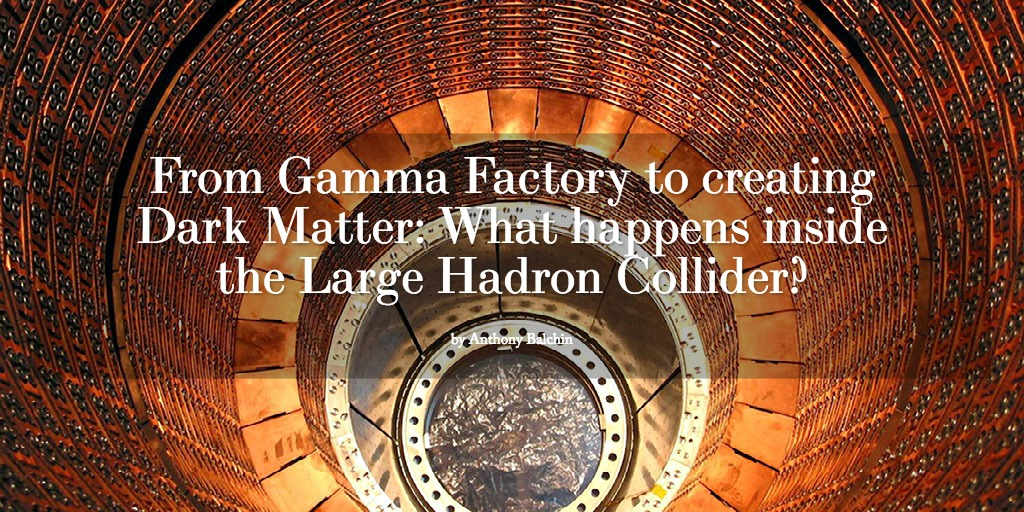 From Gamma Factory to creating
Dark Matter: What happens inside
the Large Hadron Collider?
by Anthony Balchin